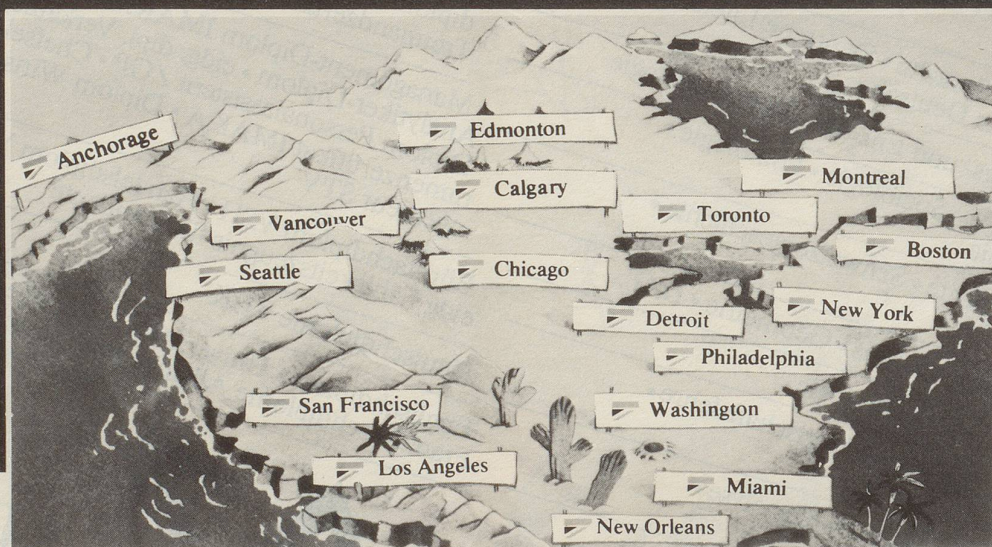 Anchorage
Edmonton
Calgary
Montreal
Vancouver
Toronto
Boston
Seattle
Chicago
Detroit
New York
Philadelphia
San Francisco
Washington
Los Angeles
Miami
New Orleans